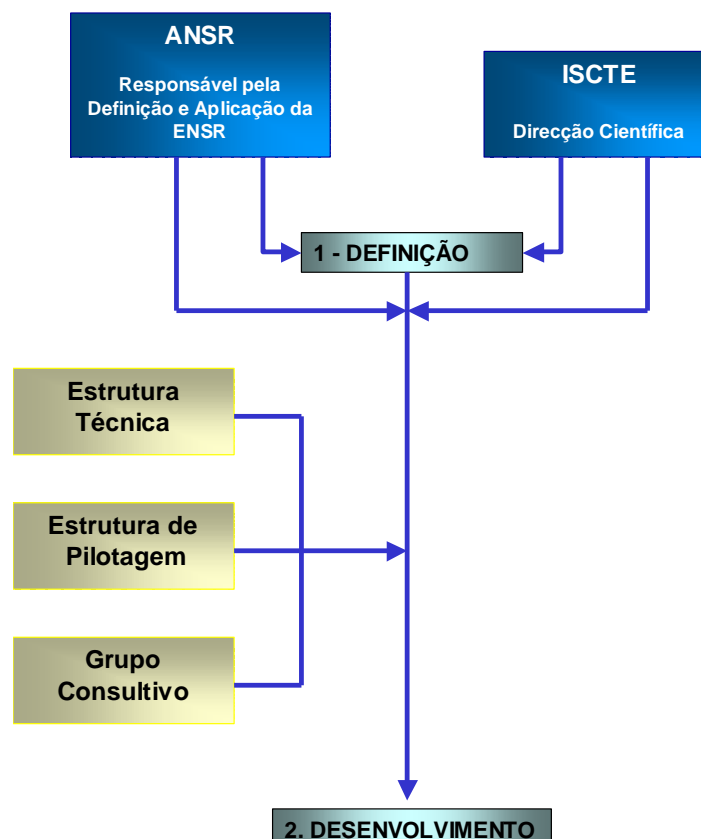 ANSR
Responsável pela
Definição e Aplicação da
ENSR
ISCTE
Direcção Científica
1 - DEFINIÇÃO
Estrutura
Técnica
Estrutura de
Pilotagem
Grupo
Consultivo
2. DESENVOLVIMENTO